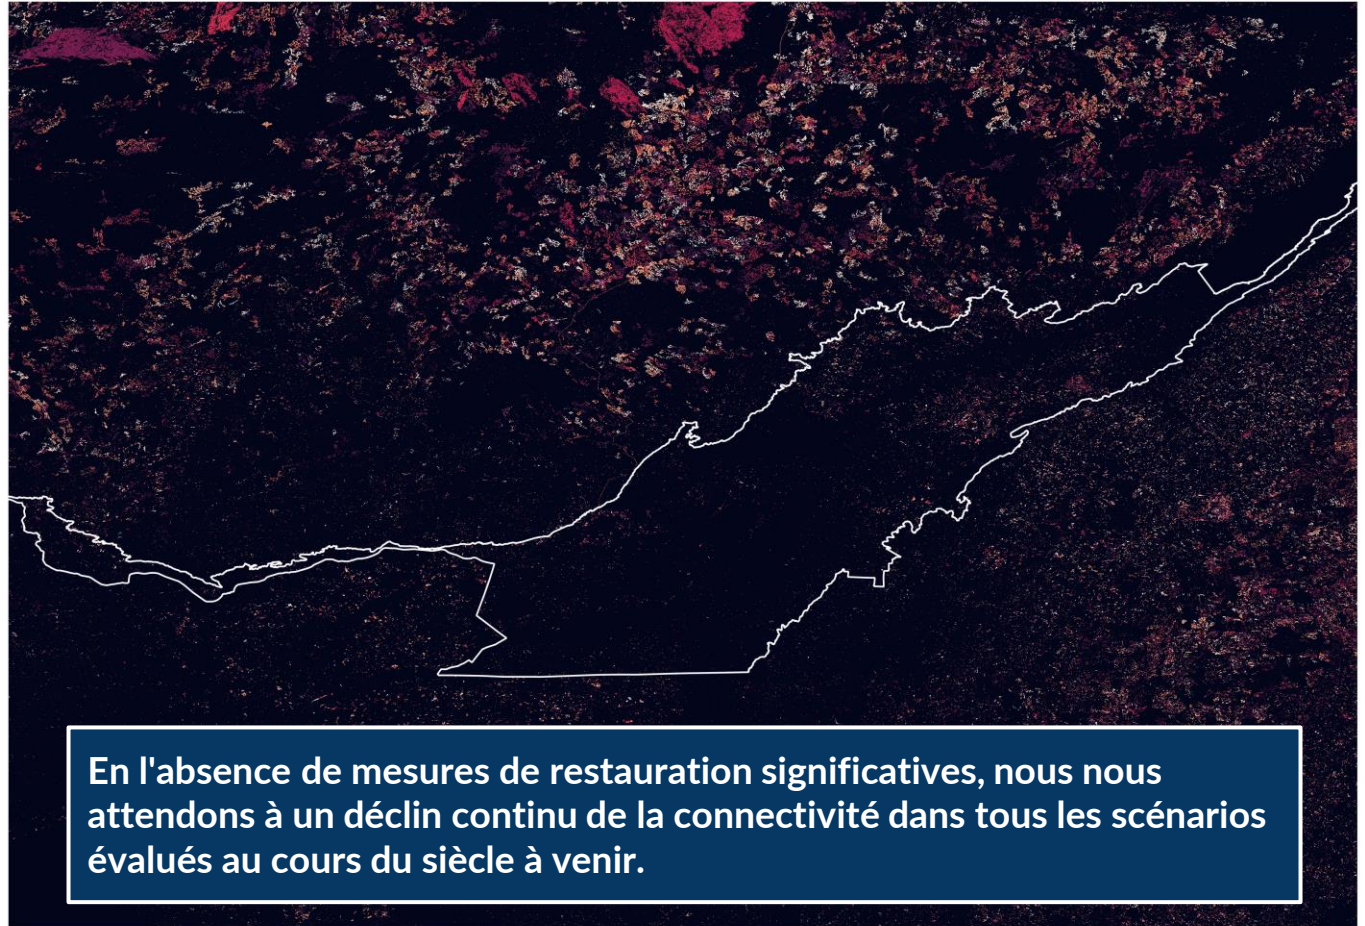 En l'absence de mesures de restauration significatives, nous nous
attendons à un déclin continu de la connectivité dans tous les scénarios
évalués au cours du siècle à venir.